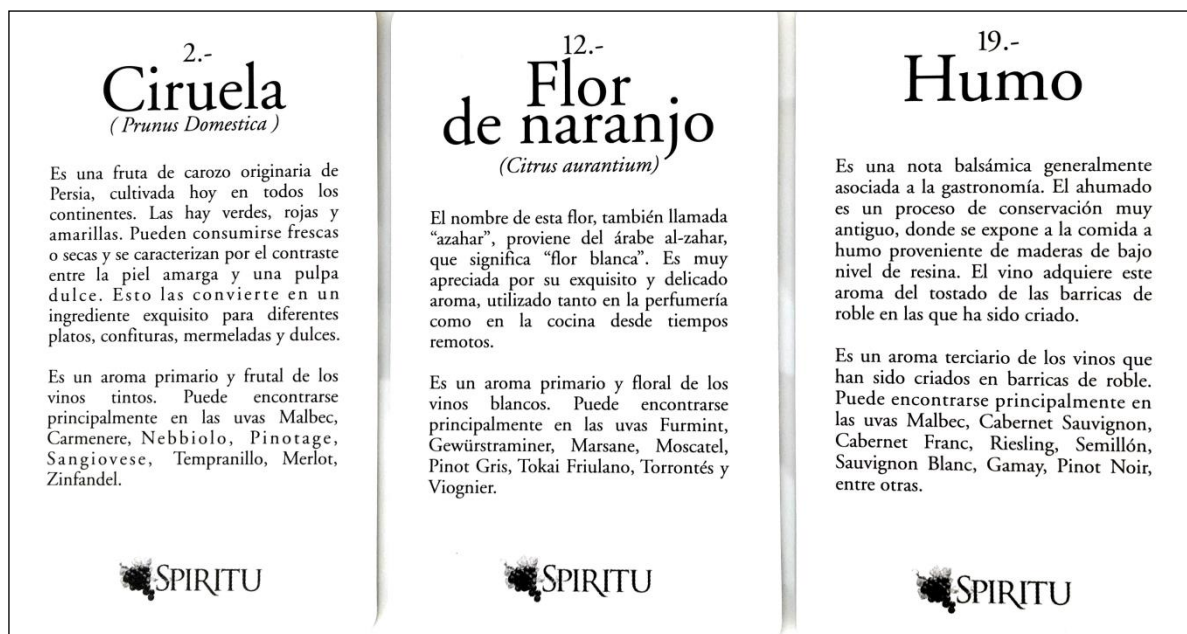 2.-
Ciruela
( Prunus Domestica )
Es una fruta de carozo originaria de
Persia, cultivada hoy en todos los
continentes. Las hay verdes, rojas y
amarillas. Pueden consumirse frescas
o secas y se caracterizan por el contraste
entre la piel amarga y una pulpa
dulce. Esto las convierte en un
ingrediente exquisito para diferentes
platos, confituras, mermeladas y dulces.
Es un aroma primario y frutal de los
vinos tintos. Puede encontrarse
principalmente en las uvas Malbec,
Carmenere, Nebbiolo, Pinotage,
Sangiovese, Tempranillo, Merlot,
Zinfandel.
SPIRITU
12.-
Flor
de naranjo
(Citrus aurantium)
El nombre de esta flor, también llamada
“azahar”, proviene del árabe al-zahar,
que significa “flor blanca”. Es muy
apreciada por su exquisito y delicado
aroma, utilizado tanto en la perfumería
como en la cocina desde tiempos
remotos.
Es un aroma primario y floral de los
vinos blancos. Puede encontrarse
principalmente en las uvas Furmint,
Gewürstraminer, Marsane, Moscatel,
Pinot Gris, Tokai Friulano, Torrontés y
Viognier.
SPIRITU
19.-
Humo
Es una nota balsámica generalmente
asociada a la gastronomía. El ahumado
es un proceso de conservación muy
antiguo, donde se expone a la comida a
humo proveniente de maderas de bajo
nivel de resina. El vino adquiere este
aroma del tostado de las barricas de
roble en las que ha sido criado.
Es un aroma terciario de los vinos que
han sido criados en barricas de roble.
Puede encontrarse principalmente en
las uvas Malbec, Cabernet Sauvignon,
Cabernet Franc, Riesling, Semillón,
Sauvignon Blanc, Gamay, Pinot Noir,
entre otras.
SPIRITU